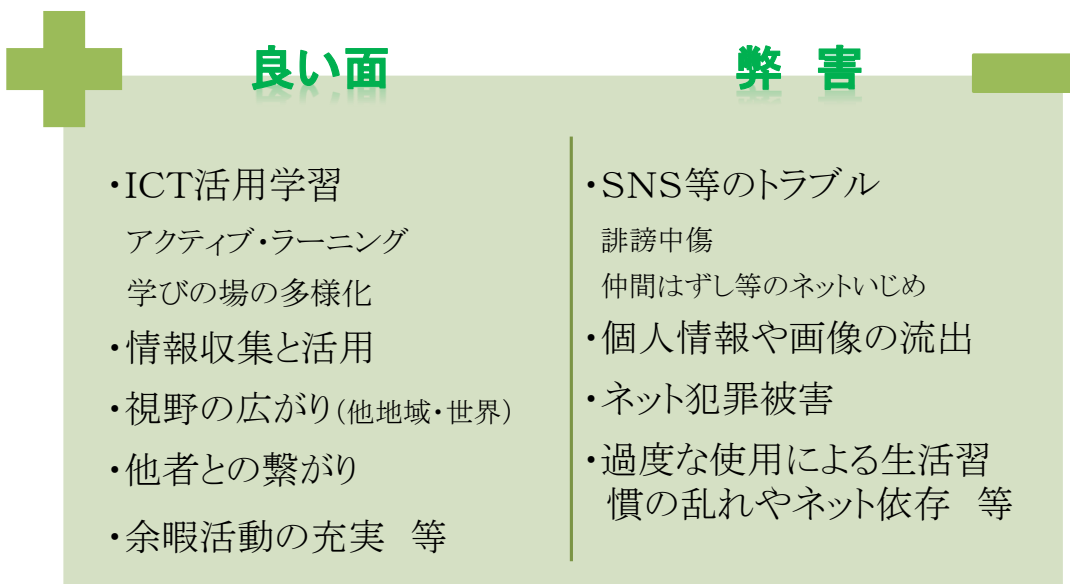 良い面
・ICT活用学習
アクティブ・ラーニング
学びの場の多様化
・情報収集と活用
・視野の広がり(他地域・世界)
・他者との繋がり
・余暇活動の充実　等
弊　害
・SNS等のトラブル
誹謗中傷
仲間はずし等のネットいじめ
・個人情報や画像の流出
・ネット犯罪被害
・過度な使用による生活習
慣の乱れやネット依存　等